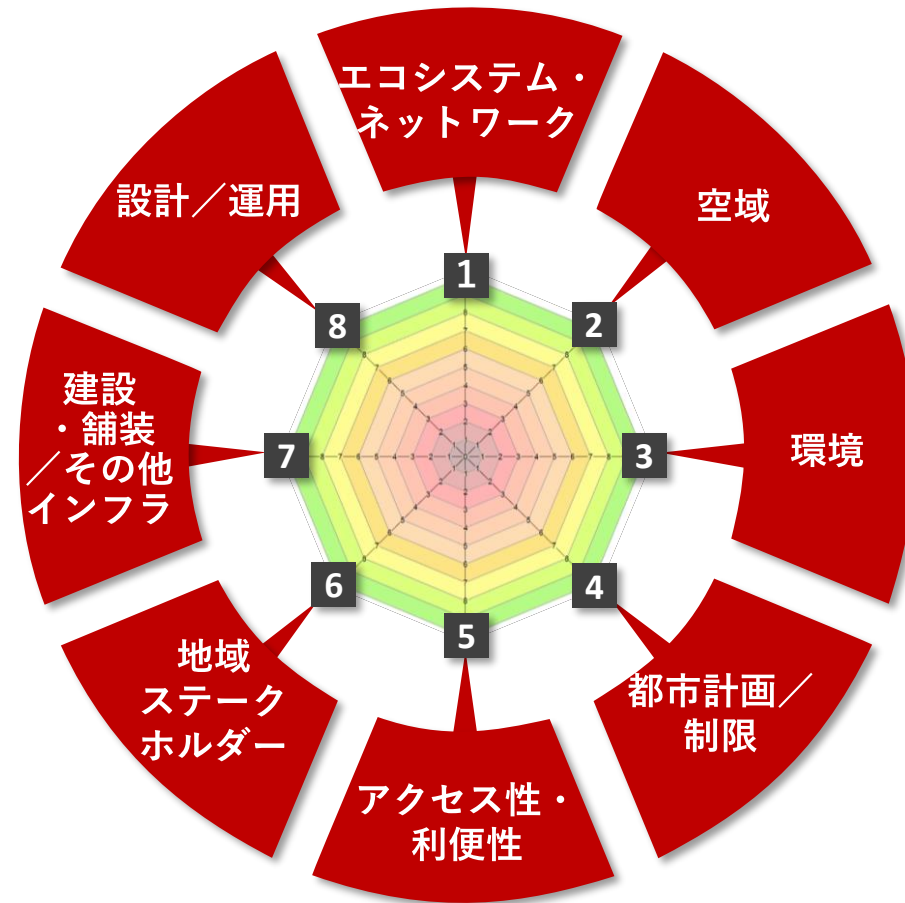 エコシステム・
ネットワーク
1
空域
2
環境
3
都市計画／
制限
4
アクセス性・
利便性
5
地域
ステーク
ホルダー
6
建設
・舗装
／その他
インフラ
7
設計／運用
8